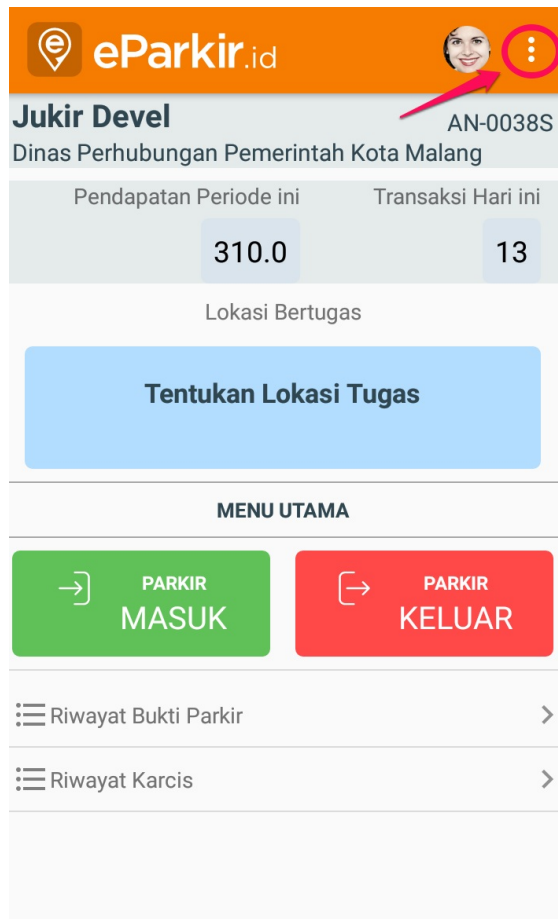 eParkir.id
Jukir Devel
AN-0038S
Dinas Perhubungan Pemerintah Kota Malang
Pendapatan Periode ini
Transaksi Hari ini
310.0
13
Lokasi Bertugas
Tentukan Lokasi Tugas
MENU UTAMA
PARKIR
MASUK
PARKIR
KELUAR
Riwayat Bukti Parkir
Riwayat Karcis